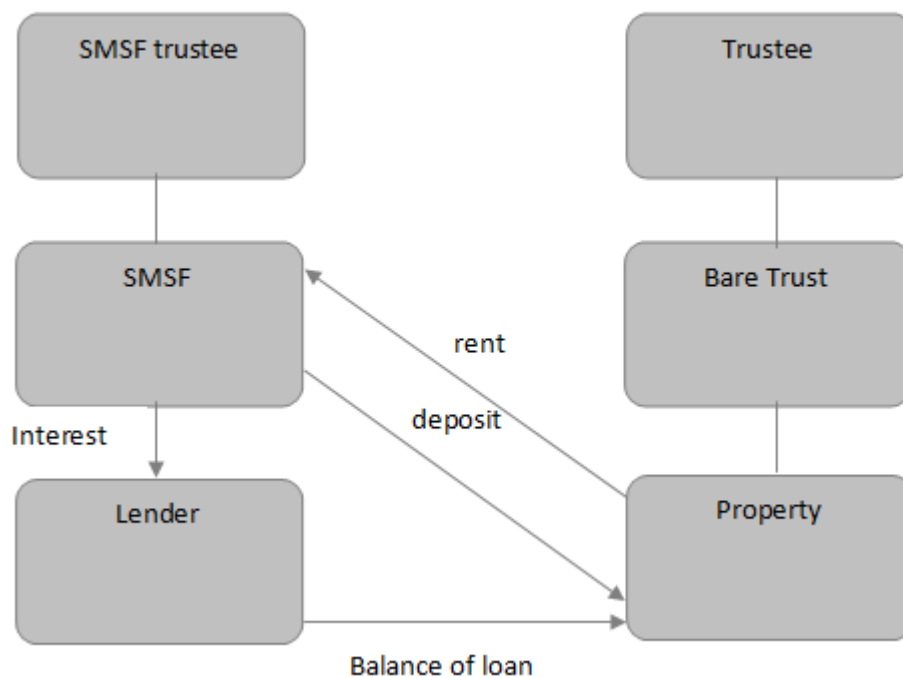 SMSF trustee
Trustee
SMSF
Bare Trust
rent
deposit
Interest
Lender
Property
Balance of loan